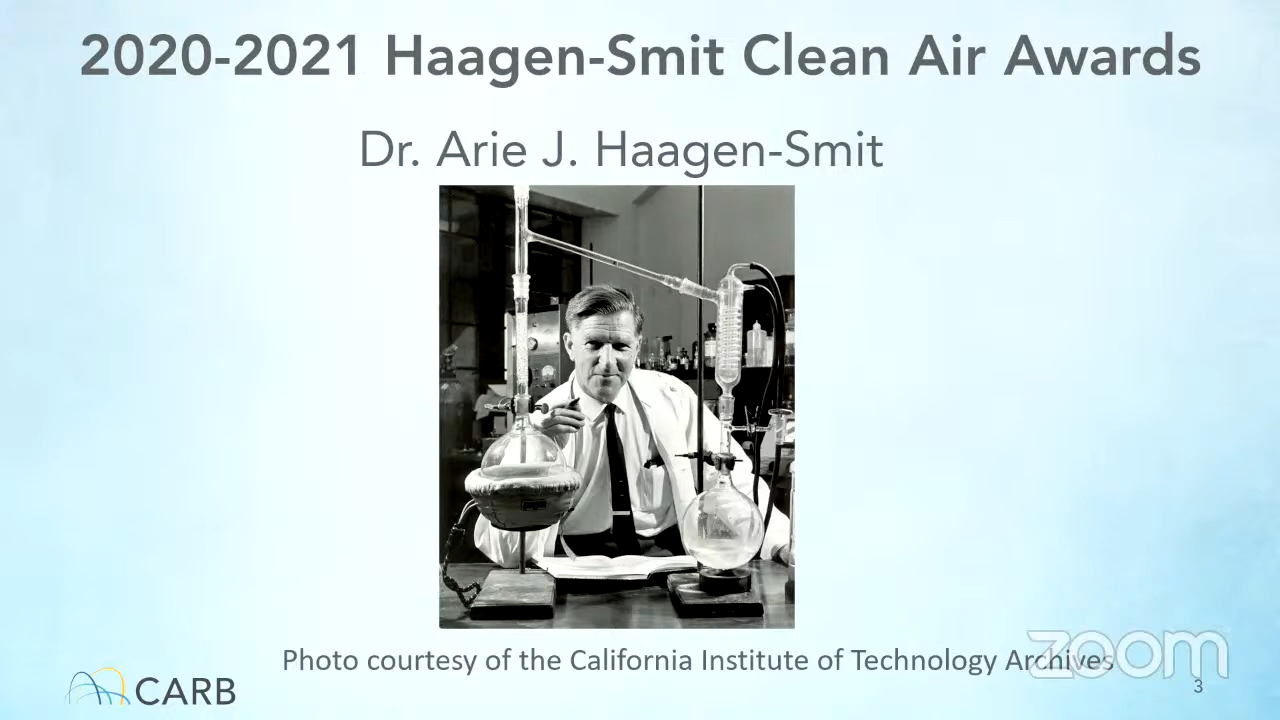 2020-2021 Haagen-Smit Clean Air Awards
Dr. Arie J. Haagen-Smit
Photo courtesy of the California Institute of Technology Archives
zoom
CARB
3